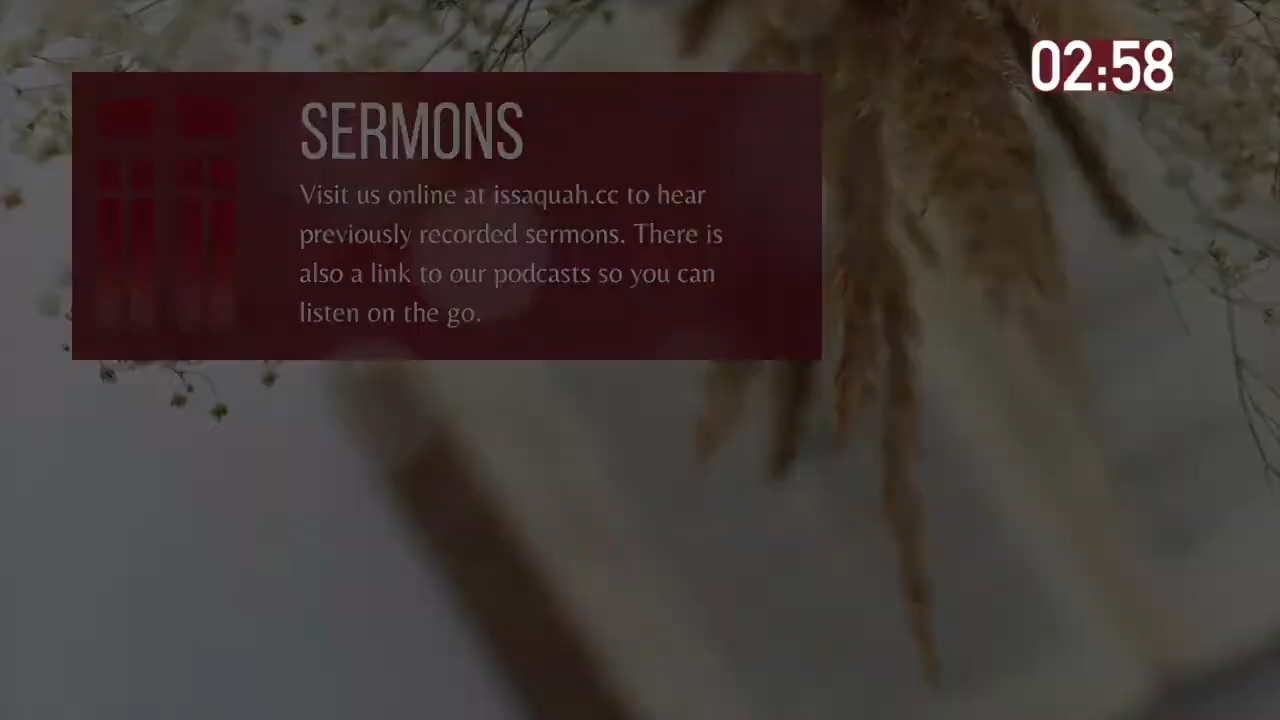 02:58
SERMONS
Visit us online at issaquah.cc to hear
previously recorded sermons. There is
also a link to our podcasts so you can
listen on the go.